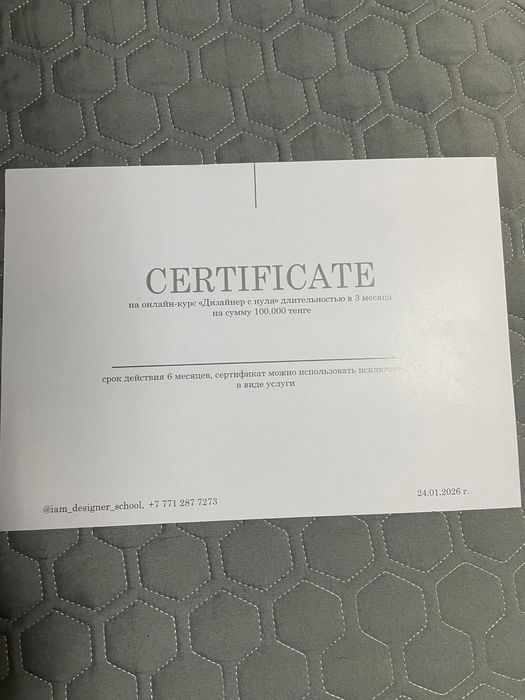 CERTIFICATE
на онлайн-курс «Дизайнер с нуля» длительностью в 3 месяца
на сумму 100.000 тенге
срок действия 6 месяцев, сертификат можно использовать
в виде услуги
@iam_designer_school, +7 771 287 7273
24.01.2026 г.